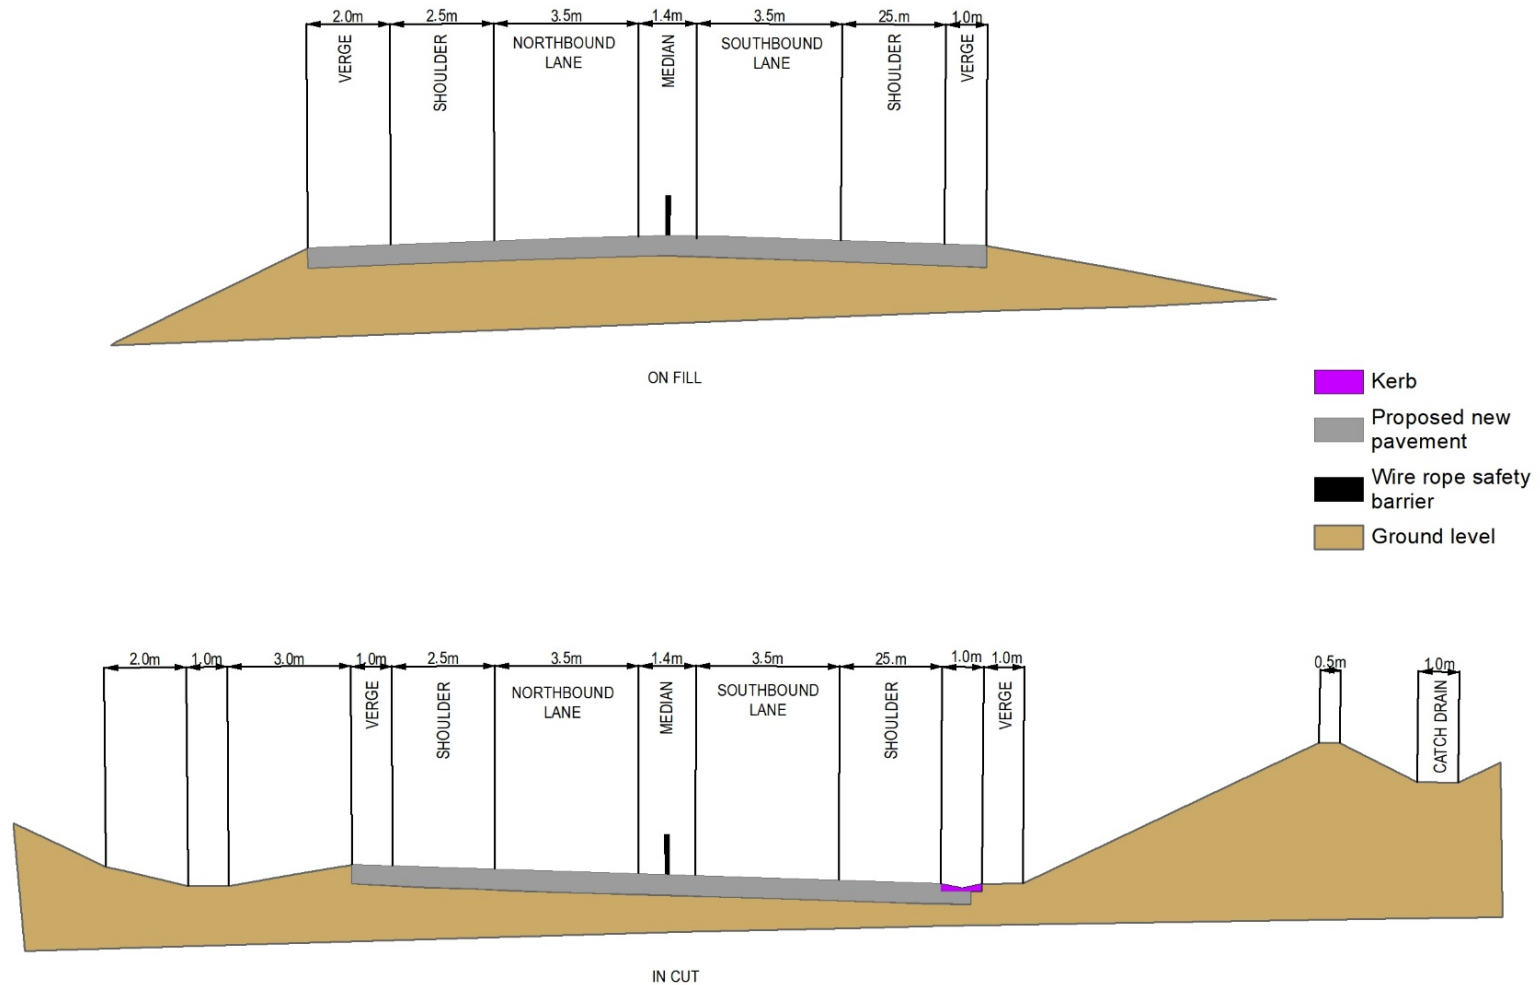 2.0m 2.5m 3.5m 1.4m 3.5m 25.m 1.0m
VERGE
SHOULDER
NORTHBOUND
LANE
MEDIAN
SOUTHBOUND
LANE
SHOULDER
VERGE
ON FILL
Kerb
Proposed new
pavement
Wire rope safety
barrier
Ground level
2.0m 1.0m 3.0m 1.0m 2.5m 3.5m 1.4m 3.5m 25.m 1.0m 1.0m 0.5m 1.0m
VERGE
SHOULDER
NORTHBOUND
LANE
MEDIAN
SOUTHBOUND
LANE
SHOULDER
VERGE
CATCH DRAIN
IN CUT